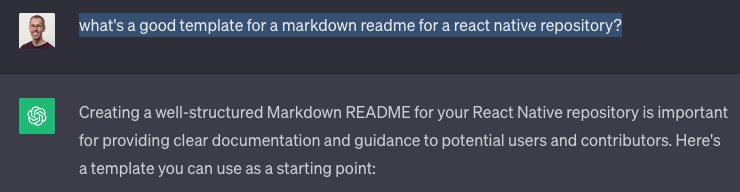 what's a good template for a markdown readme for a react native repository?
Creating a well-structured Markdown README for your React Native repository is important
for providing clear documentation and guidance to potential users and contributors. Here's
a template you can use as a starting point: